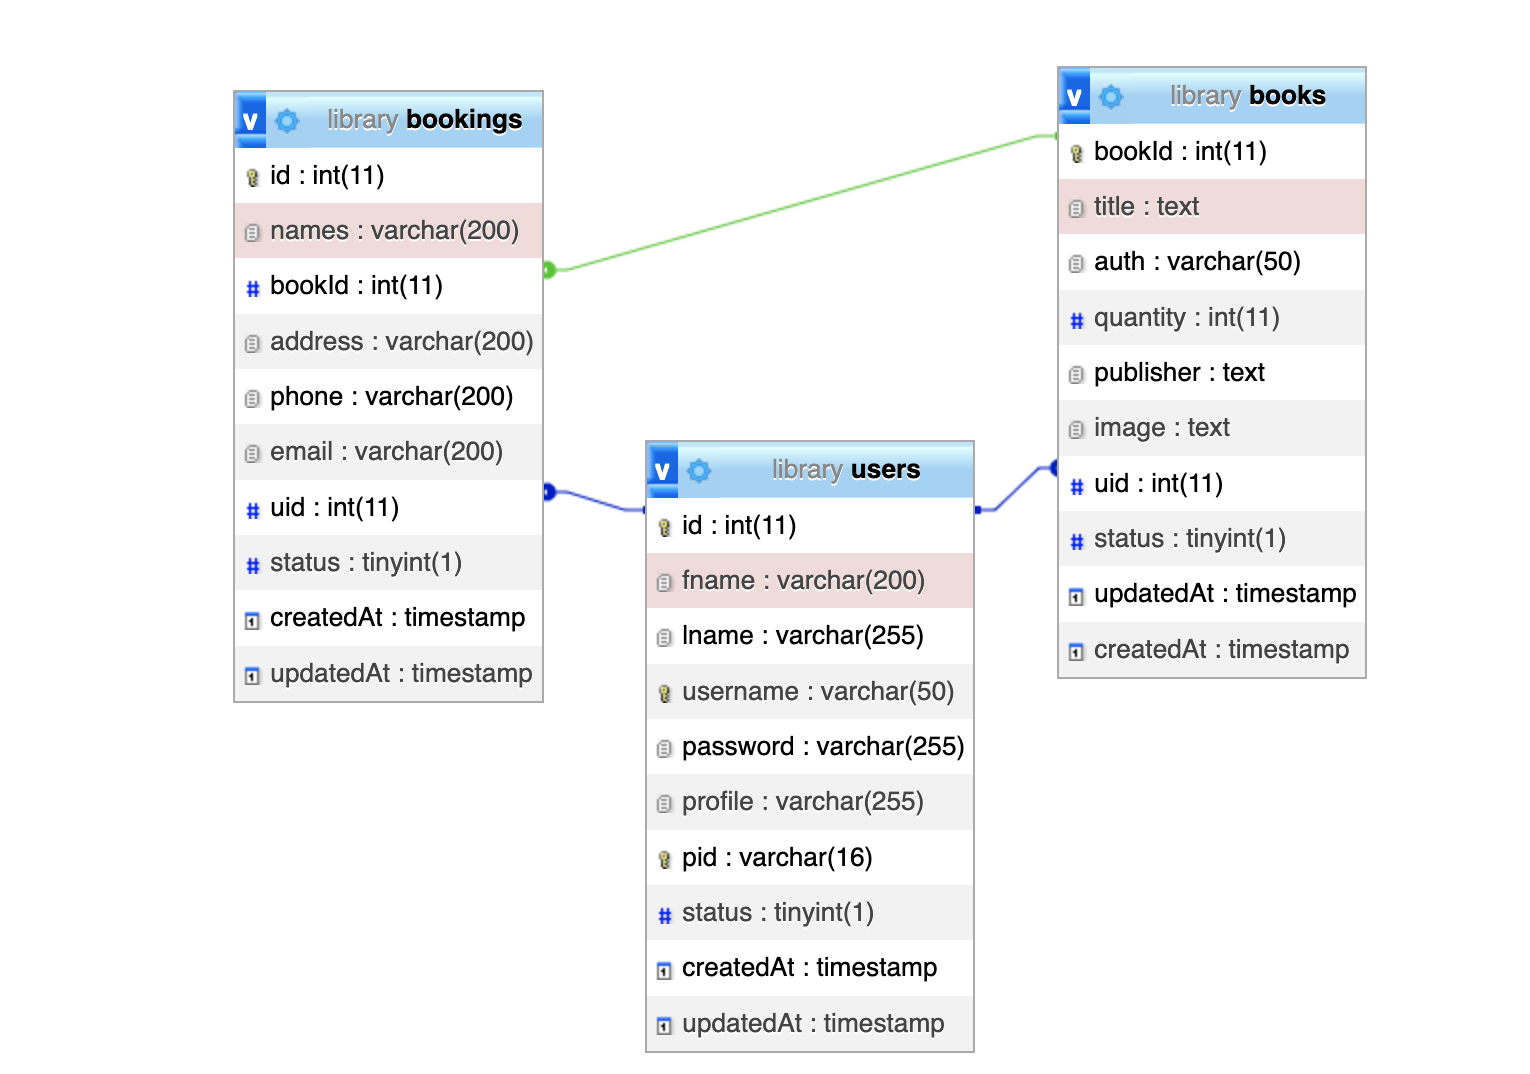 v library bookings
id : int(11)
names : varchar(200)
# bookId : int(11)
address : varchar(200)
phone : varchar(200)
email : varchar(200)
# uid : int(11)
# status : tinyint(1)
createdAt : timestamp
updatedAt : timestamp
v library users
id : int(11)
fname : varchar(200)
lname : varchar(255)
username : varchar(50)
password : varchar(255)
profile : varchar(255)
pid : varchar(16)
# status : tinyint(1)
createdAt : timestamp
updatedAt : timestamp
v library books
bookId : int(11)
title : text
auth : varchar(50)
# quantity : int(11)
publisher : text
image : text
# uid : int(11)
# status : tinyint(1)
updatedAt : timestamp
createdAt : timestamp